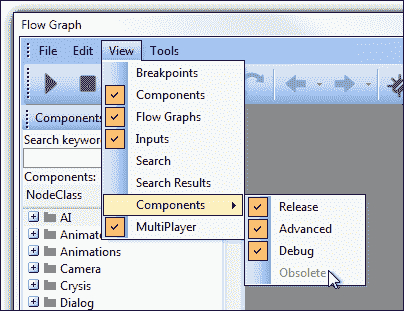 Flow Graph
File Edit View Tools
Breakpoints
Components
Flow Graphs
Inputs
Search
Search Results
Components
MultiPlayer
Release
Advanced
Debug
Obsolete
Components
Search keywor
Components:
NodeClass
AI
Animate
Animations
Camera
Crysis
Dialog